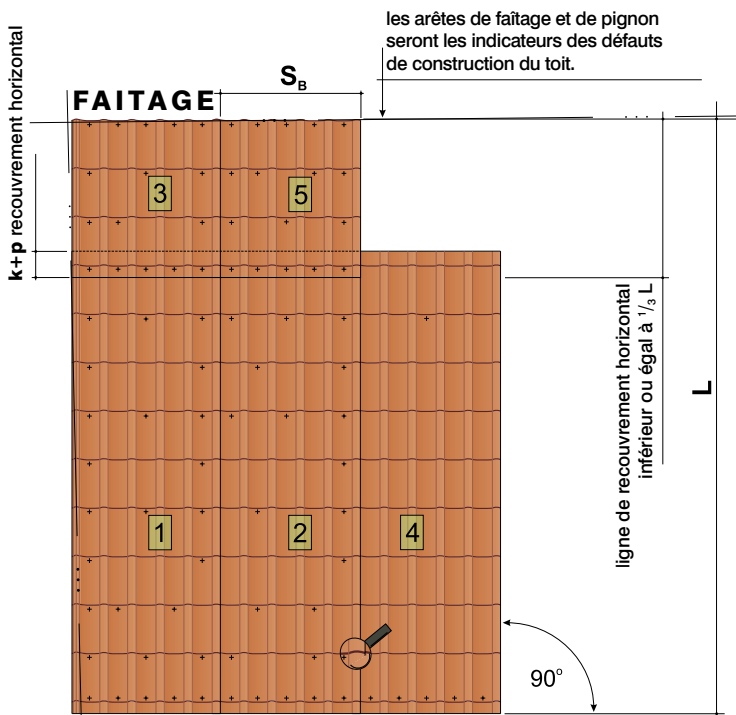 les arêtes de faîtage et de pignon
seront les indicateurs des défauts
de construction du toit.
S_B
FAITAGE
k+p recouvrement horizontal
3
5
ligne de recouvrement horizontal
inférieur ou égal à 1/3 L
L
1
2
4
90°